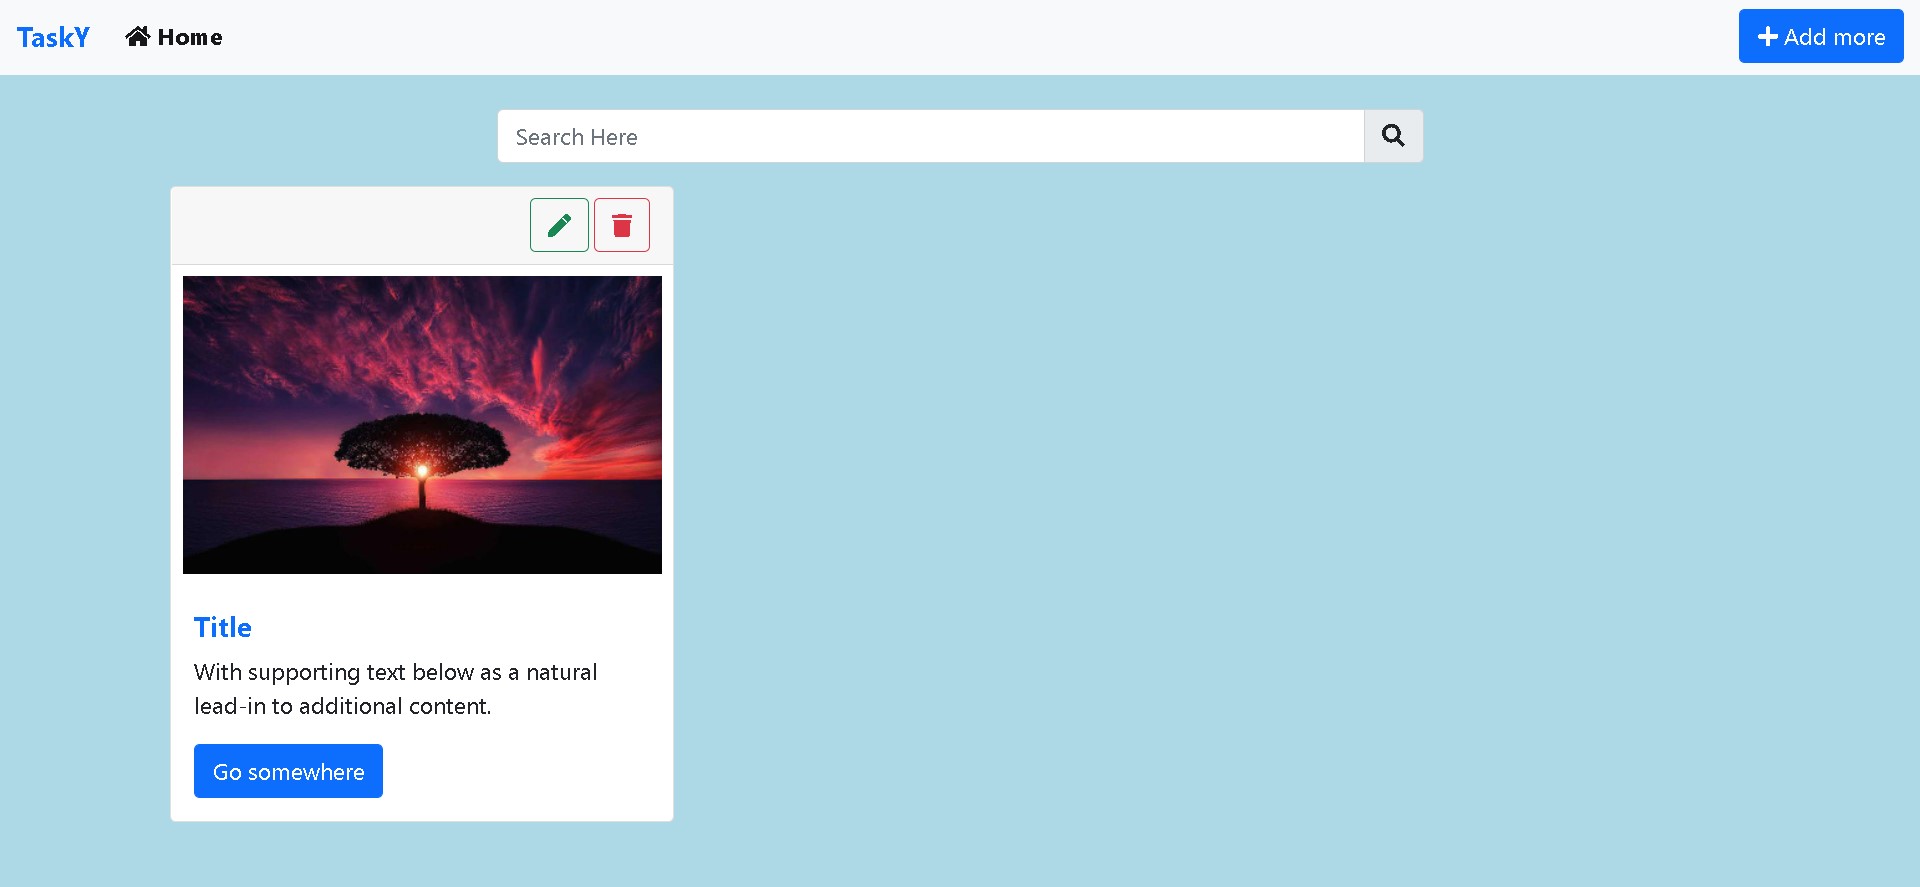 TaskY Home Add more
Search Here
Title
With supporting text below as a natural
lead-in to additional content.
Go somewhere